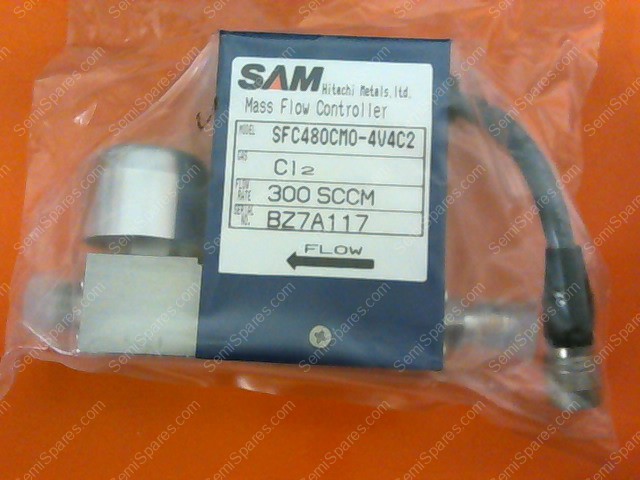 SAM Hitachi Metals, ltd.
Mass Flow Controller
MODEL SFC480CMO-4V4C2
GAS Cl2
FLOW RATE 300 SCCM
SERIAL NO. BZ7A117
FLOW
SemiSpares.com